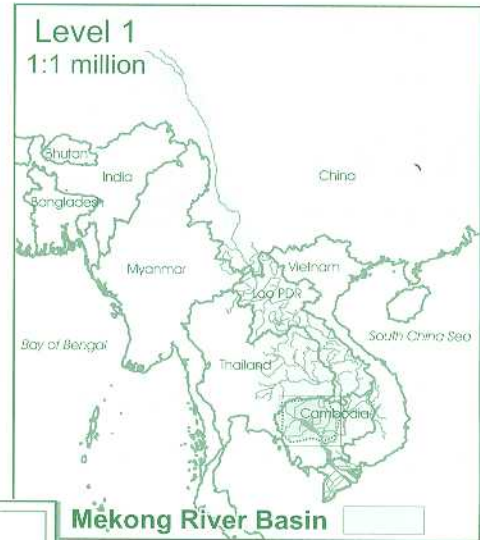 Level 1
1:1 million
Bhutan
India
China
Bangladesh
Myanmar
Vietnam
Lao PDR
Bay of Bengal
South China Sea
Thailand
Cambodia
Mekong River Basin